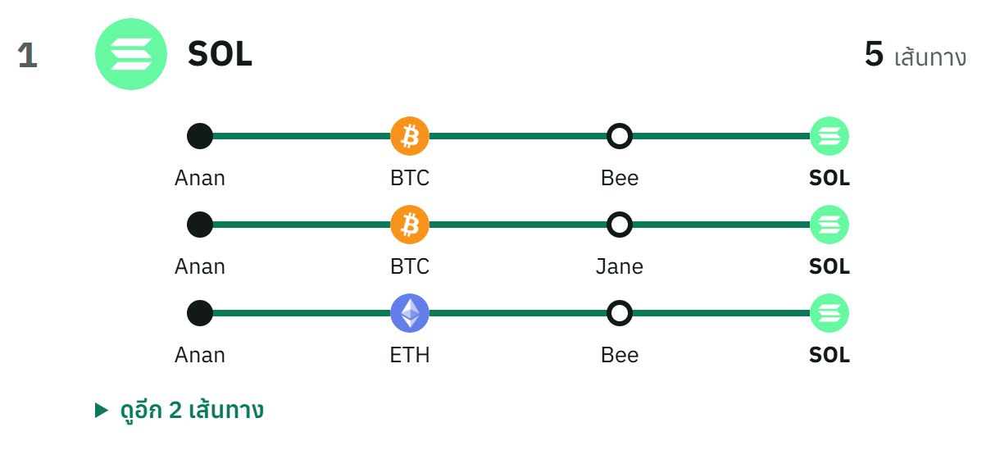 1 SOL 5 เส้นทาง
Anan BTC Bee SOL
Anan BTC Jane SOL
Anan ETH Bee SOL
▶ ดูอีก 2 เส้นทาง